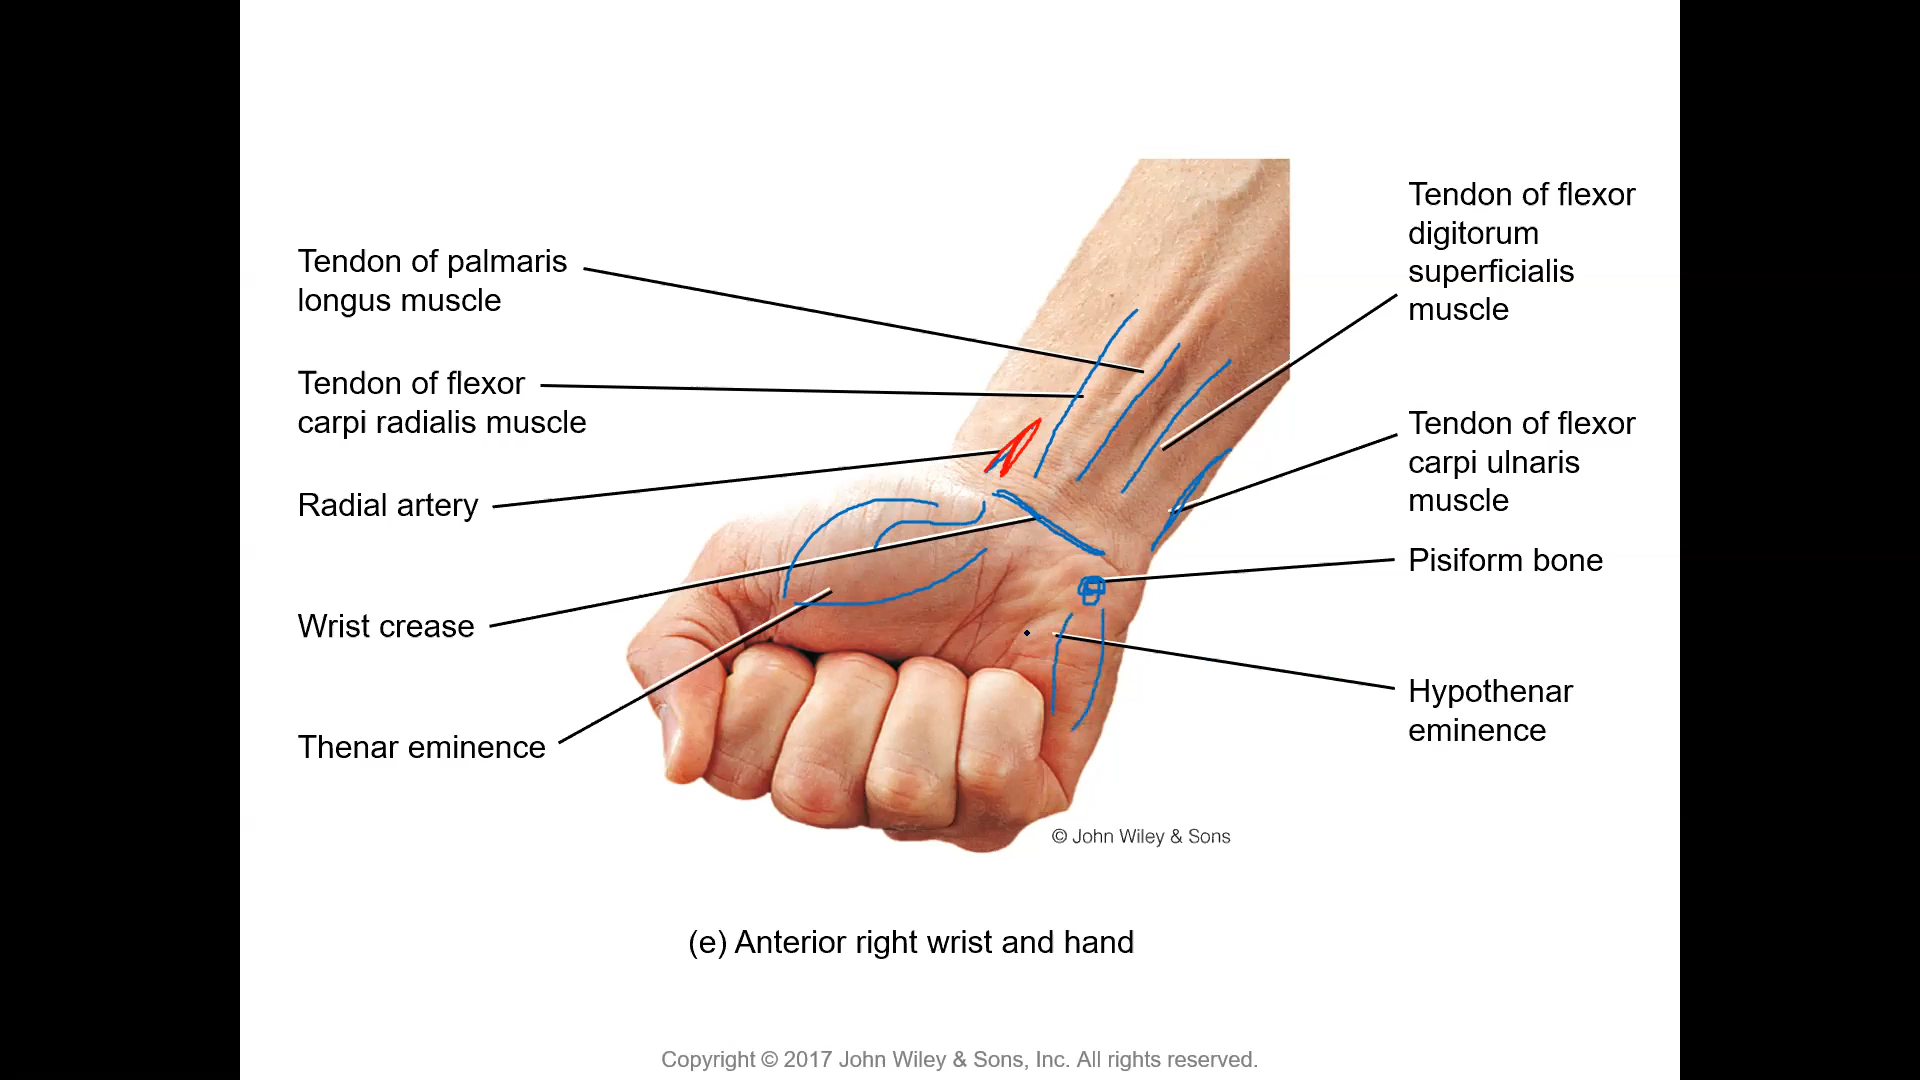 Tendon of palmaris
longus muscle
Tendon of flexor
carpi radialis muscle
Radial artery
Wrist crease
Thenar eminence
Tendon of flexor
digitorum
superficialis
muscle
Tendon of flexor
carpi ulnaris
muscle
Pisiform bone
Hypothenar
eminence
© John Wiley & Sons
(e) Anterior right wrist and hand
Copyright © 2017 John Wiley & Sons, Inc. All rights reserved.